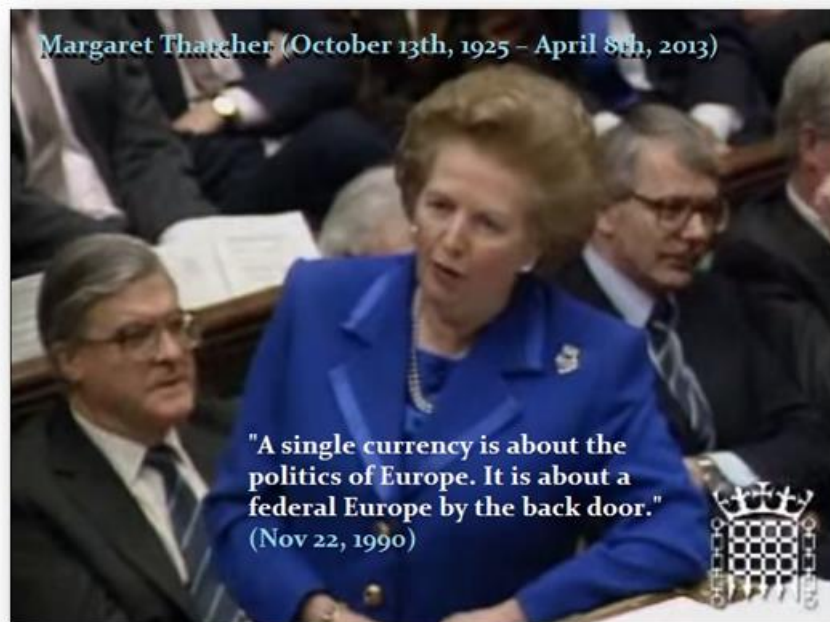 Margaret Thatcher (October 13th, 1925 – April 8th, 2013)
"A single currency is about the
politics of Europe. It is about a
federal Europe by the back door."
(Nov 22, 1990)